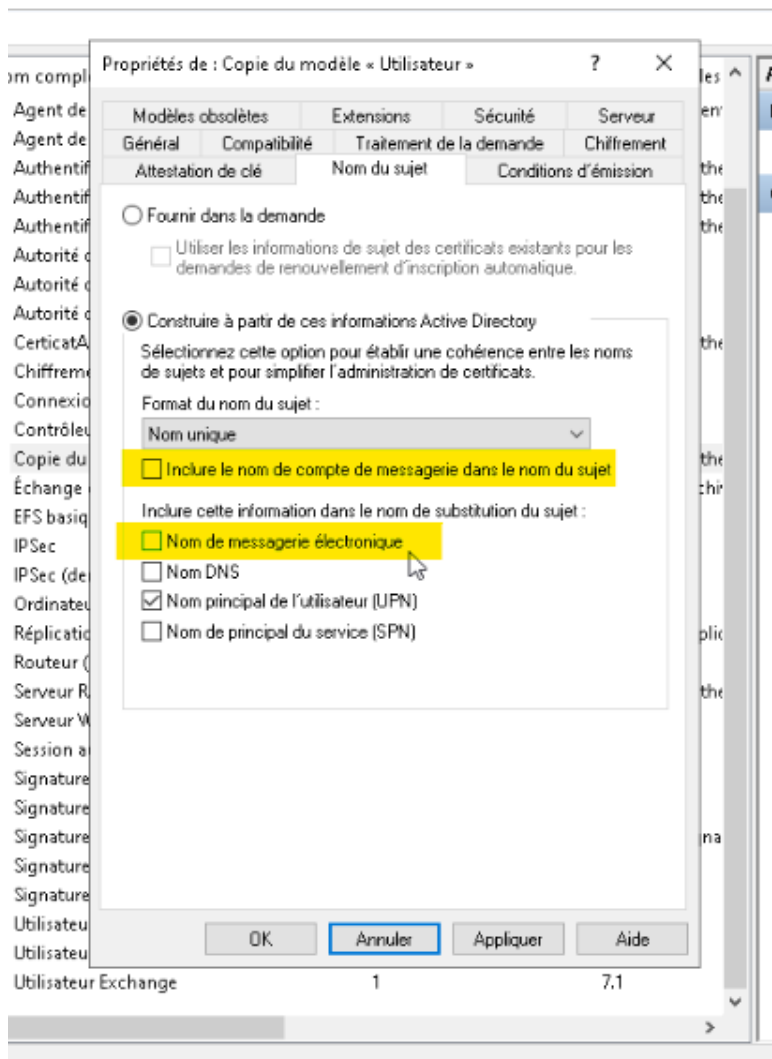 Propriétés de : Copie du modèle « Utilisateur » ? ×
Modèles obsolètes Extensions Sécurité Serveur
Général Compatibilité Traitement de la demande Chiffrement
Attestation de clé Nom du sujet Conditions d'émission
Fournir dans la demande
Utiliser les informations de sujet des certificats existants pour les
demandes de renouvellement d'inscription automatique.
Construire à partir de ces informations Active Directory
Sélectionnez cette option pour établir une cohérence entre les noms
de sujets et pour simplifier l'administration de certificats.
Format du nom du sujet :
Nom unique
Inclure le nom de compte de messagerie dans le nom du sujet
Inclure cette information dans le nom de substitution du sujet :
Nom de messagerie électronique
Nom DNS
Nom principal de l'utilisateur (UPN)
Nom de principal du service (SPN)
OK Annuler Appliquer Aide
Agent de
Agent de
Authentif
Authentif
Authentif
Autorité
Autorité
Autorité
CerticatA
Chiffreme
Connexio
Contrôleu
Copie du
Échange
EFS basiq
IPSec
IPSec (de
Ordinateu
Réplicatio
Routeur (
Serveur R
Serveur
Session a
Signature
Signature
Signature
Signature
Signature
Utilisateu
Utilisateu
Utilisateur Exchange 1 7.1